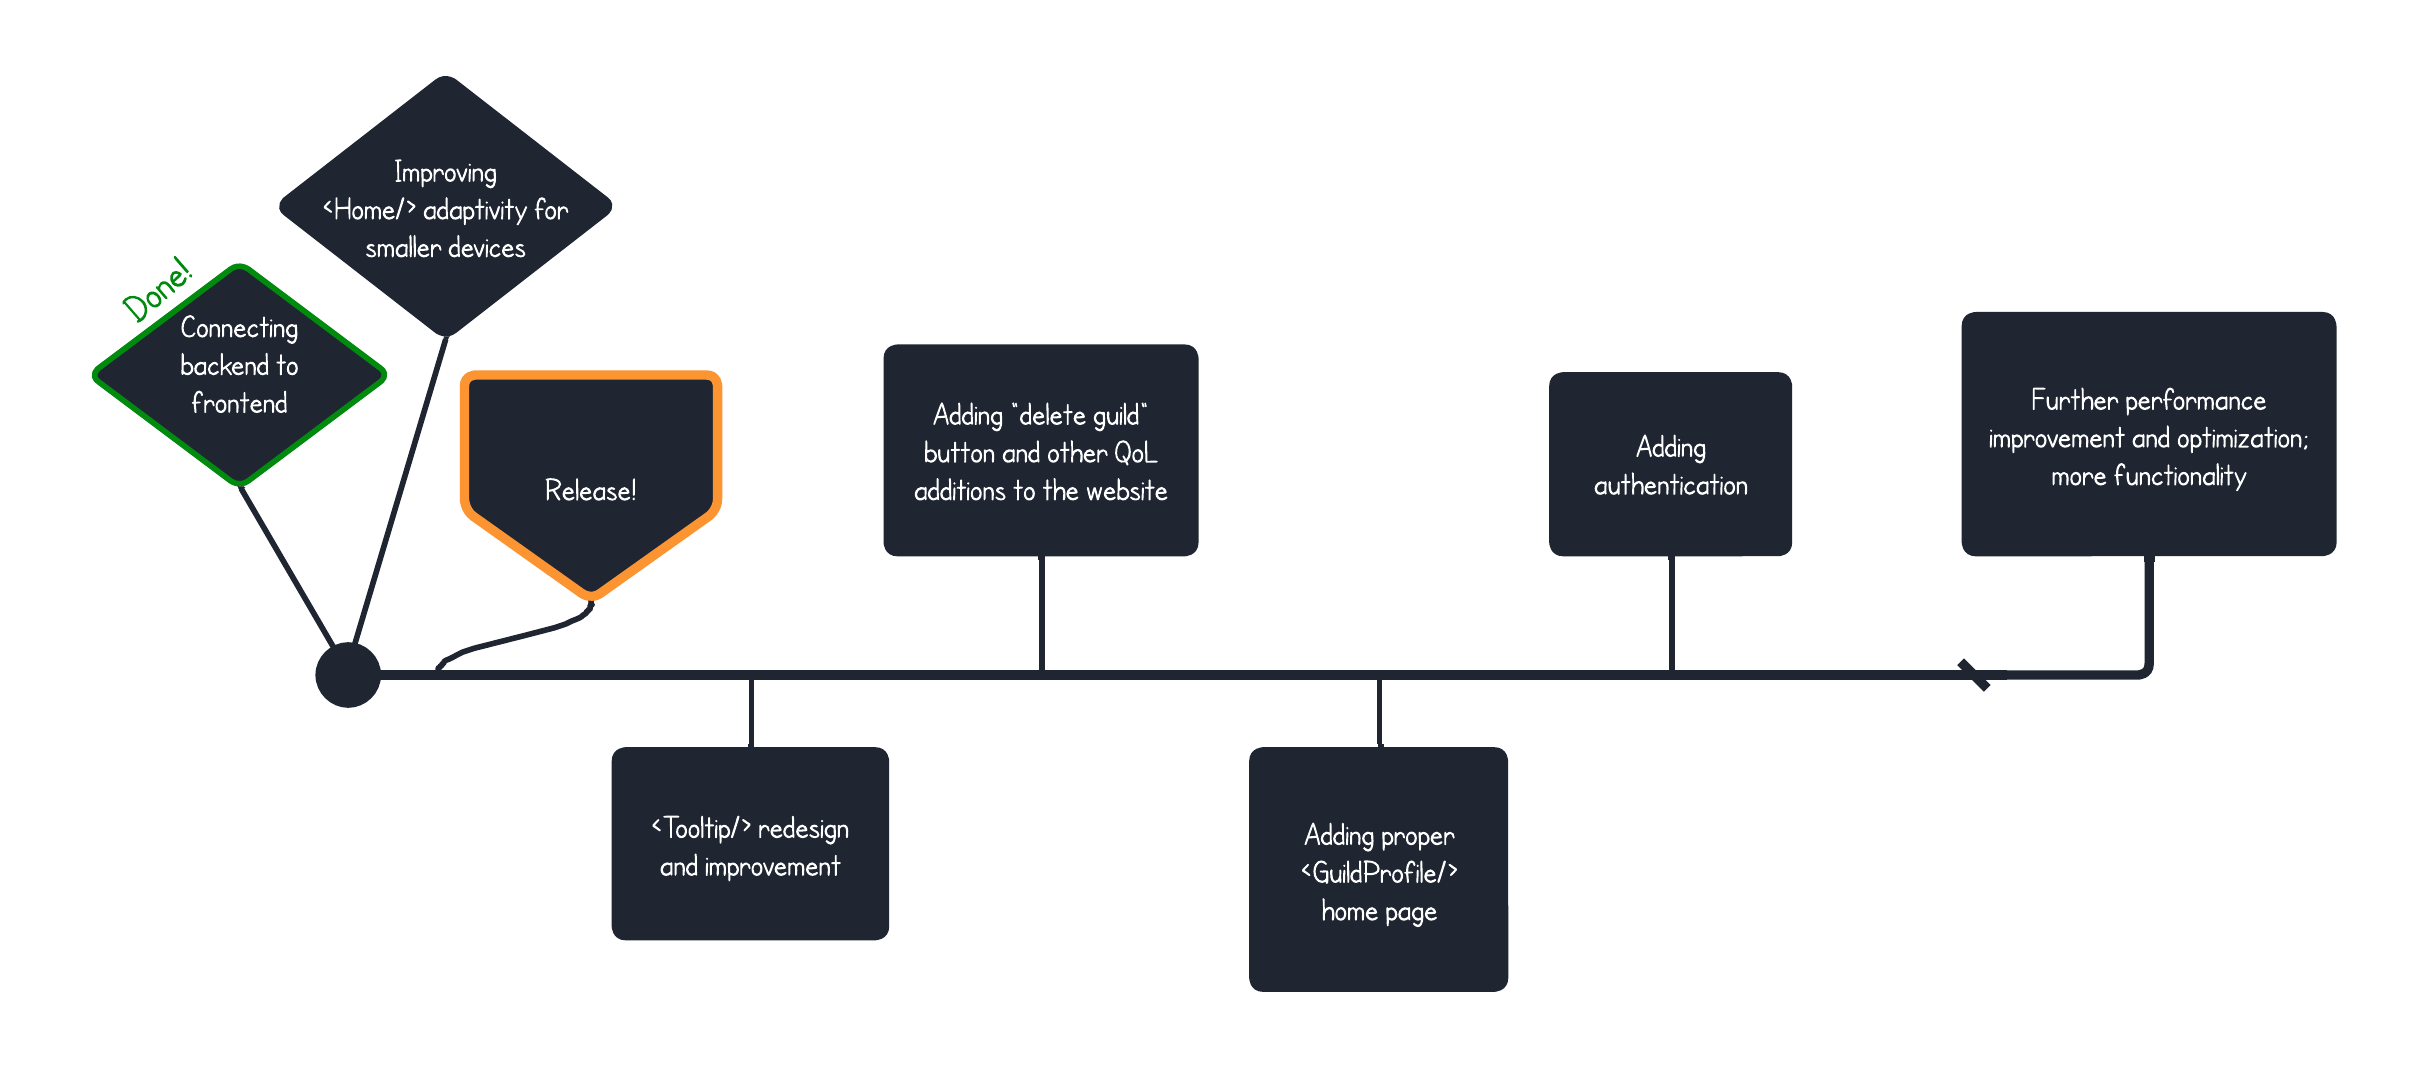 Improving
<Home/> adaptivity for
smaller devices
Done!
Connecting
backend to
frontend
Release!
Adding "delete guild"
button and other QoL
additions to the website
Adding
authentication
Further performance
improvement and optimization;
more functionality
<Tooltip/> redesign
and improvement
Adding proper
<GuildProfile/>
home page